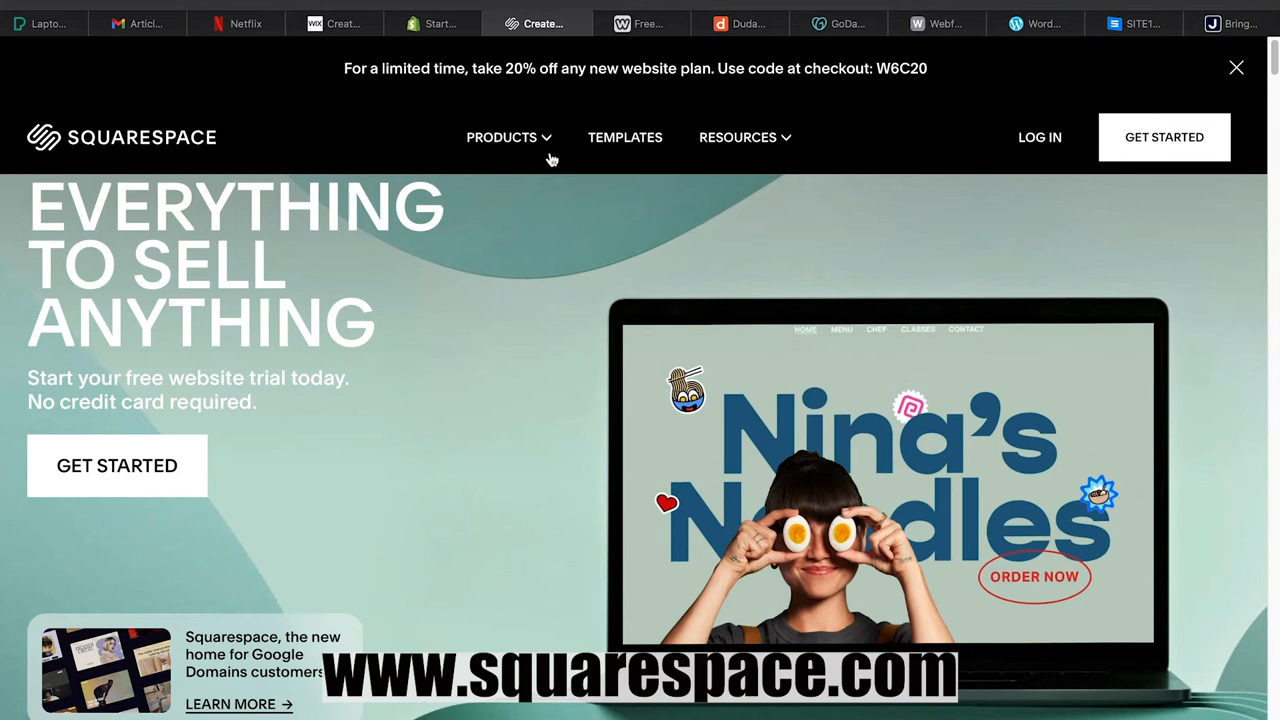 Lapto...
Articl...
Netflix
WIX
Creat...
Start...
Create...
Free...
Duda...
GoDa...
Webf...
Word...
SITE1...
Bring...
For a limited time, take 20% off any new website plan. Use code at checkout: W6C20
SQUARESPACE
PRODUCTS
TEMPLATES
RESOURCES
LOG IN
GET STARTED
EVERYTHING
TO SELL
ANYTHING
Start your free website trial today.
No credit card required.
GET STARTED
HOME MENU CHEF CLASSES CONTACT
Nina's
Noodles
ORDER NOW
Squarespace, the new
home for Google
Domains customers
LEARN MORE →
www.squarespace.com